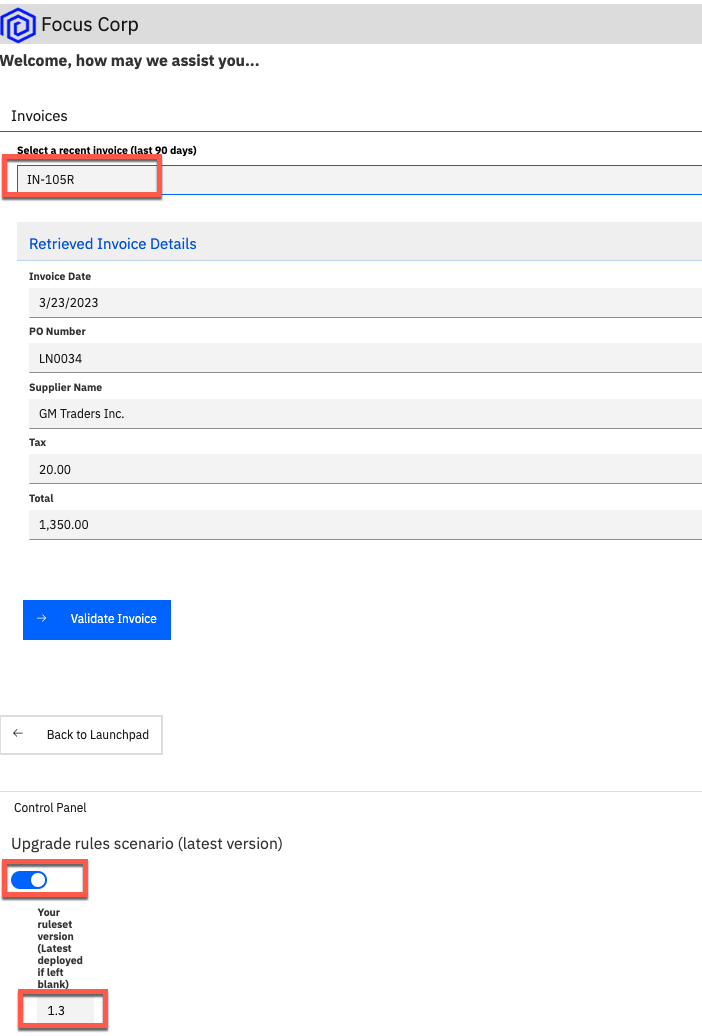 Focus Corp
Welcome, how may we assist you...
Invoices
Select a recent invoice (last 90 days)
IN-105R
Retrieved Invoice Details
Invoice Date
3/23/2023
PO Number
LN0034
Supplier Name
GM Traders Inc.
Tax
20.00
Total
1,350.00
Validate Invoice
Back to Launchpad
Control Panel
Upgrade rules scenario (latest version)
Your
ruleset
version
(Latest
deployed
if left
blank)
1.3